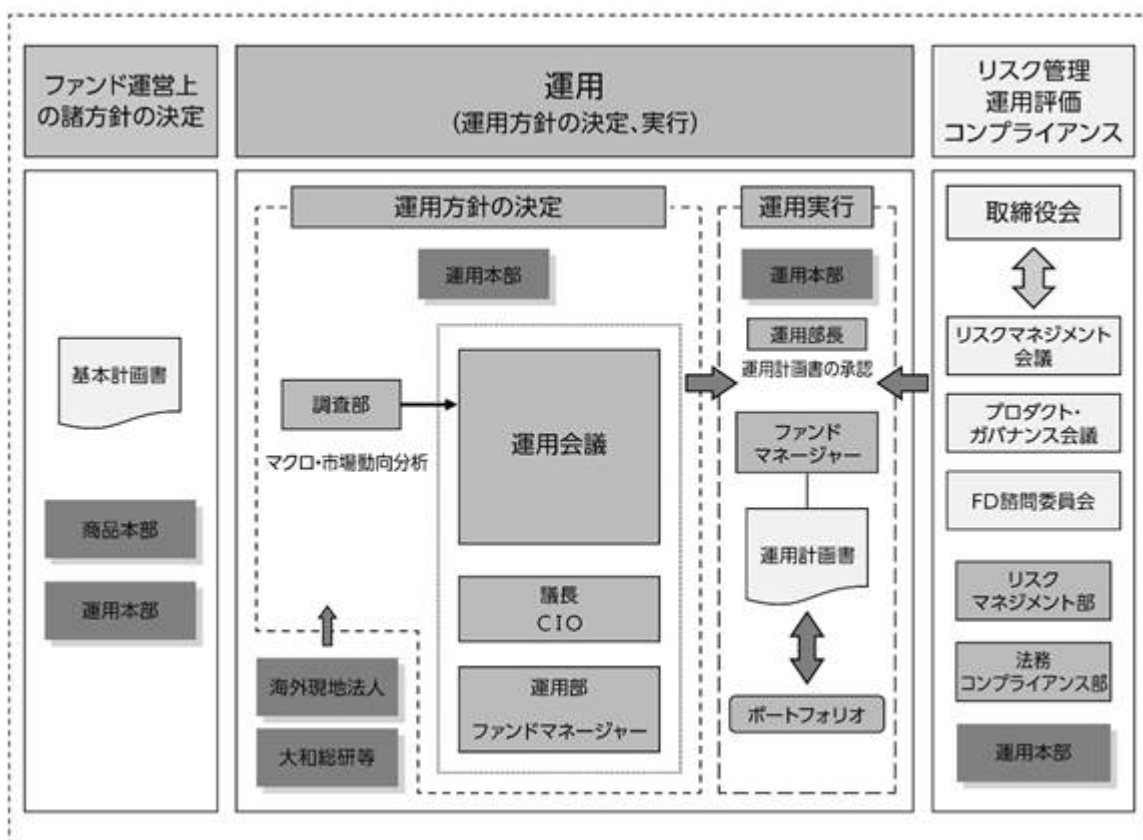 ファンド運営上
の諸方針の決定
運用
(運用方針の決定、実行)
リスク管理
運用評価
コンプライアンス
基本計画書
商品本部
運用本部
運用方針の決定
運用本部
調査部
マクロ・市場動向分析
運用会議
議長
CIO
運用部
ファンドマネージャー
海外現地法人
大和総研等
運用実行
運用本部
運用部長
運用計画書の承認
ファンド
マネージャー
運用計画書
ポートフォリオ
取締役会
リスクマネジメント
会議
プロダクト・
ガバナンス会議
FD諮問委員会
リスク
マネジメント部
法務
コンプライアンス部
運用本部